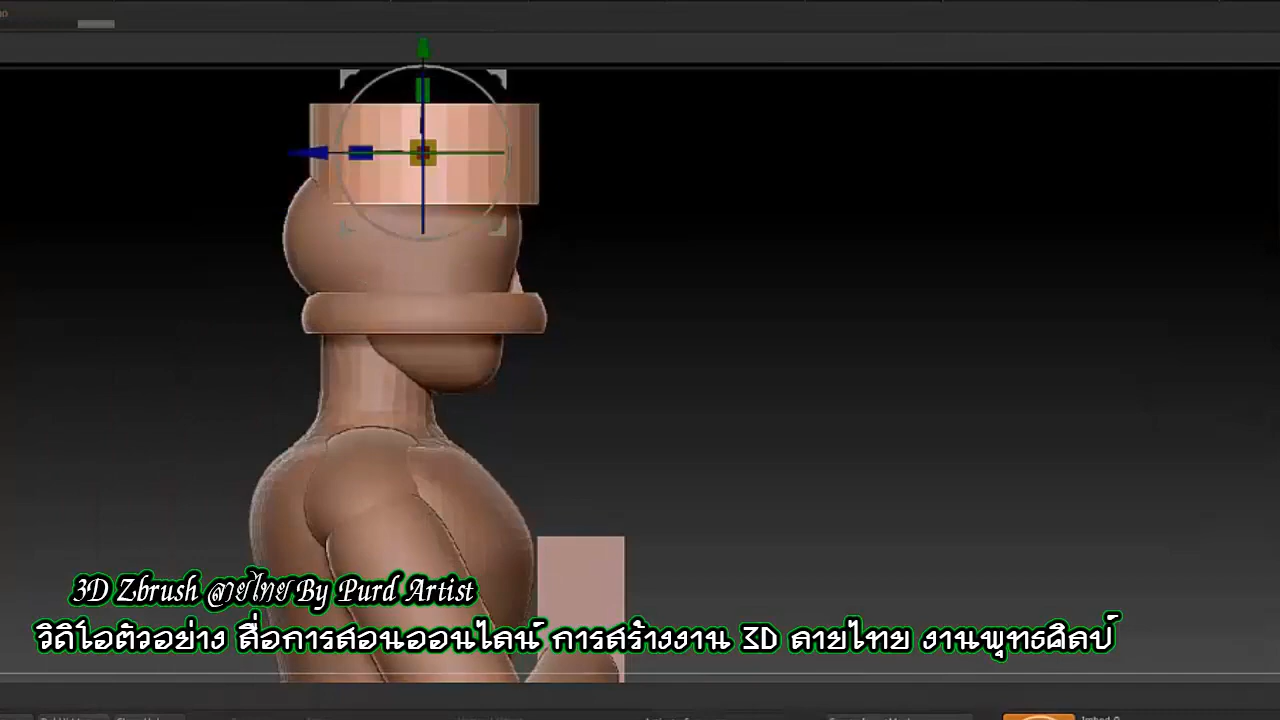 3D Zbrush ลายไทย By Purd Artist
วิดีโอตัวอย่าง สื่อการสอนออนไลน์ การสร้างงาน 3D ลายไทย งานพุทธศิลป์